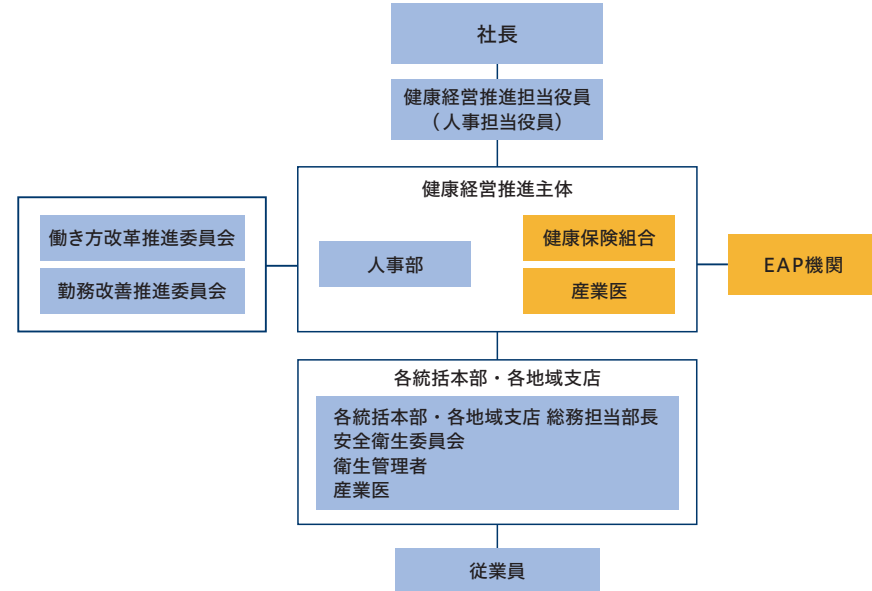 社長
健康経営推進担当役員
（人事担当役員）
健康経営推進主体
働き方改革推進委員会
勤務改善推進委員会
人事部
健康保険組合
産業医
EAP機関
各統括本部・各地域支店
各統括本部・各地域支店 総務担当部長
安全衛生委員会
衛生管理者
産業医
従業員